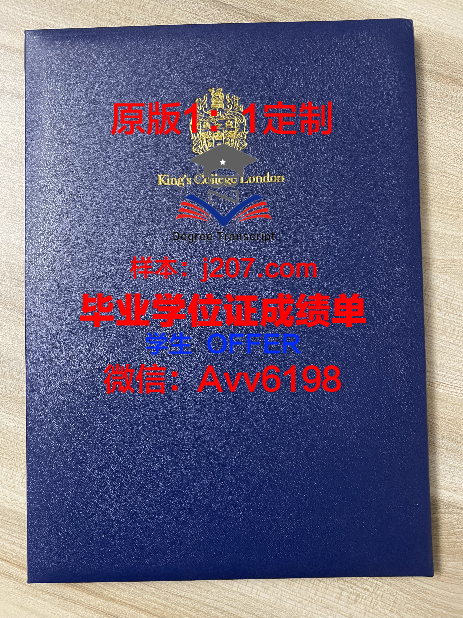 原版1：1定制
King's College London
Degree Transcript
样本：j207.com
毕业学位证成绩单
学生 OFFER
微信：Avv6198